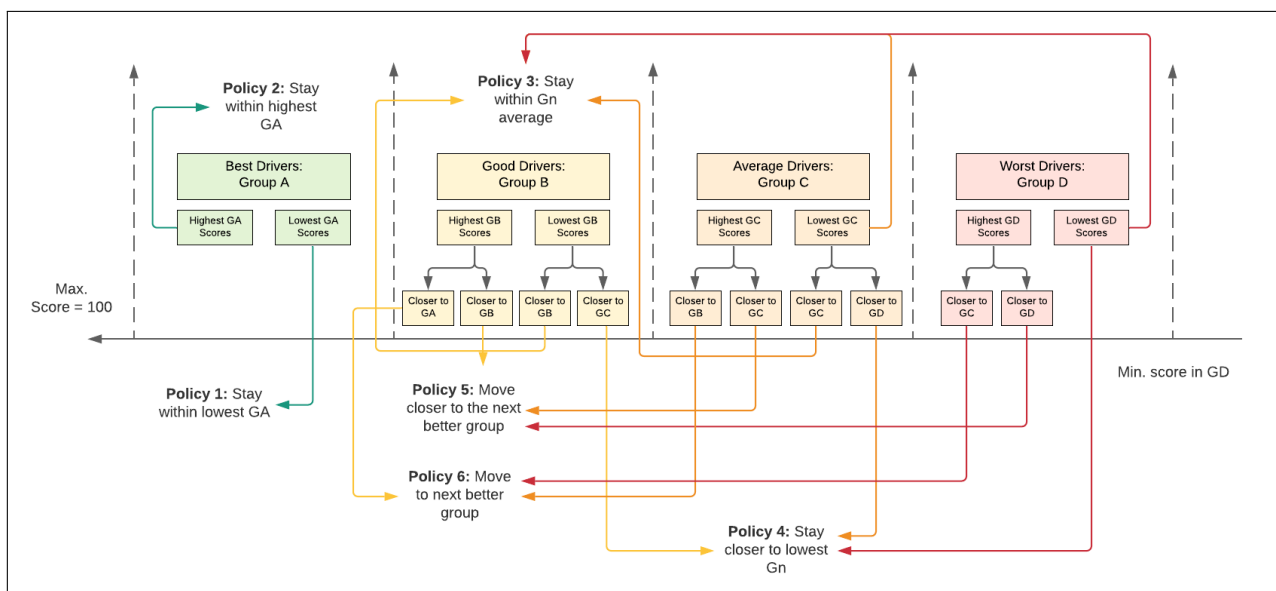 Policy 2: Stay
within highest
GA
Policy 3: Stay
within Gn
average
Best Drivers:
Group A
Good Drivers:
Group B
Average Drivers:
Group C
Worst Drivers:
Group D
Highest GA
Scores
Lowest GA
Scores
Highest GB
Scores
Lowest GB
Scores
Highest GC
Scores
Lowest GC
Scores
Highest GD
Scores
Lowest GD
Scores
Max.
Score = 100
Closer to
GA
Closer to
GB
Closer to
GB
Closer to
GC
Closer to
GB
Closer to
GC
Closer to
GC
Closer to
GD
Closer to
GC
Closer to
GD
Min. score in GD
Policy 1: Stay
within lowest GA
Policy 5: Move
closer to the next
better group
Policy 6: Move
to next better
group
Policy 4: Stay
closer to lowest
Gn